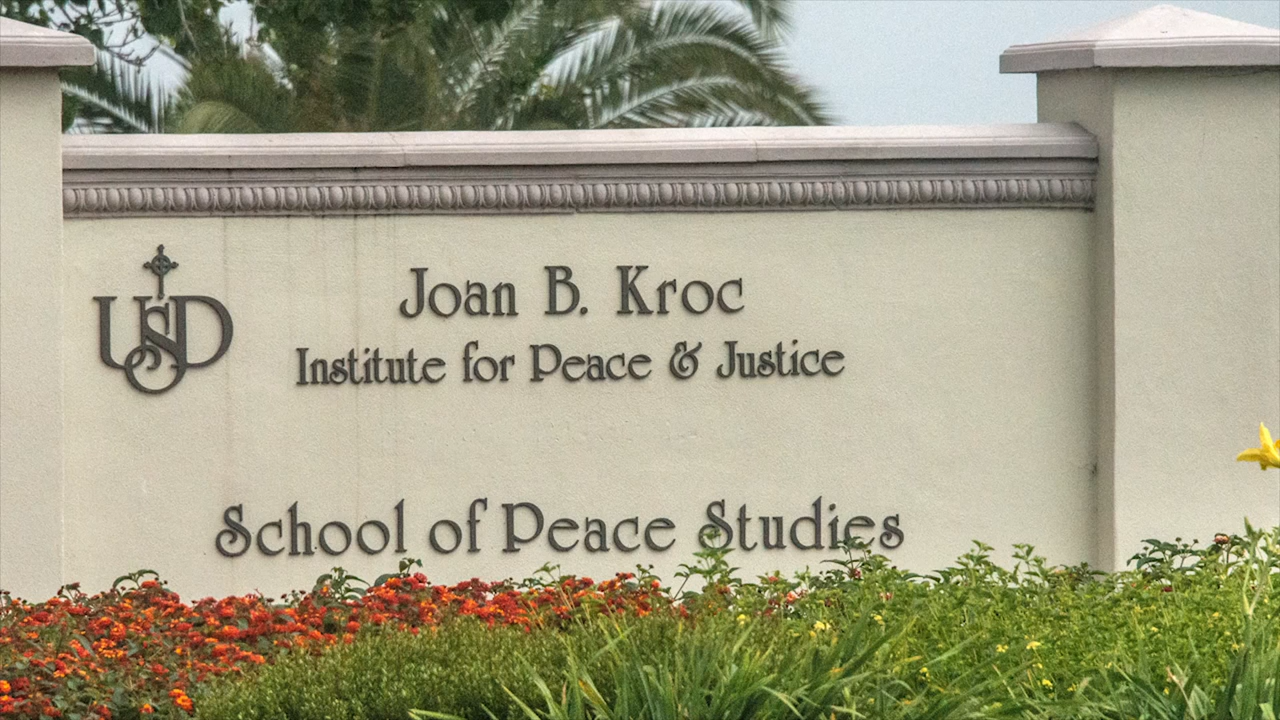 USD
Joan B. Kroc
Institute for Peace & Justice
School of Peace Studies